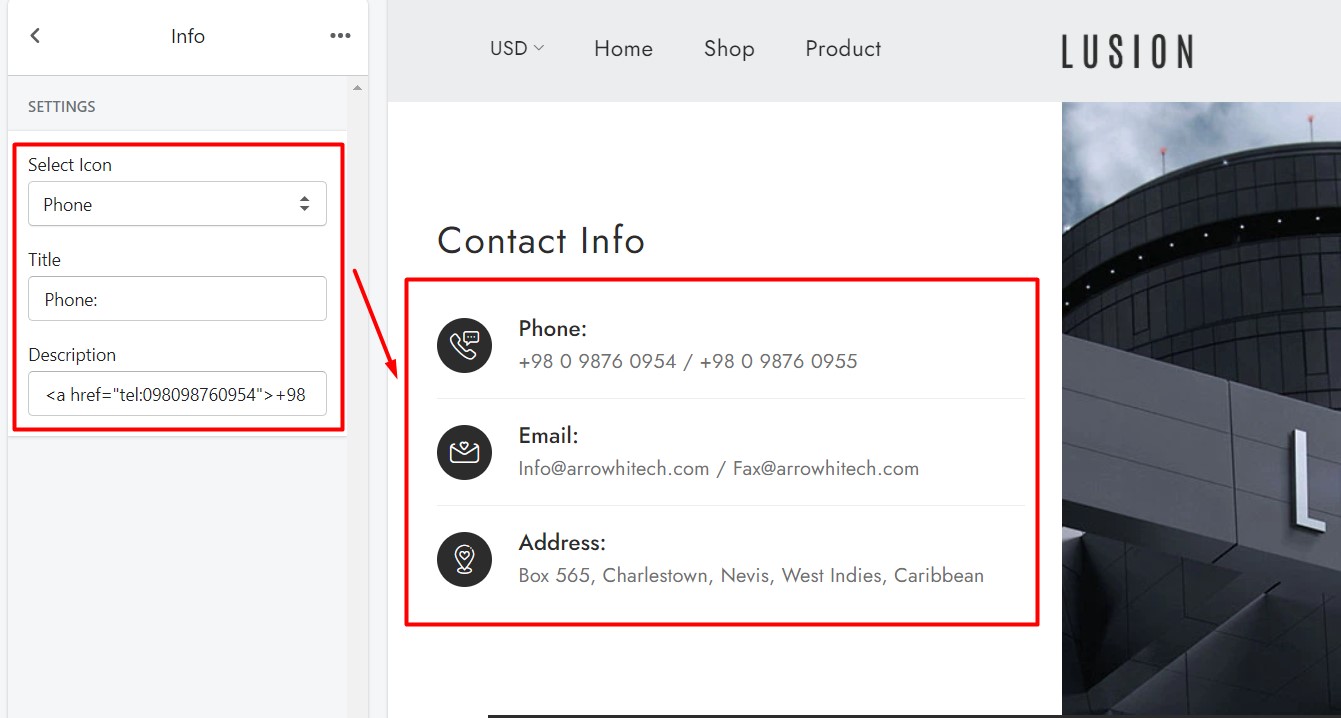 Info
SETTINGS
Select Icon
Phone
Title
Phone:
Description
<a href="tel:098098760954">+98
USD Home Shop Product
LUSION
Contact Info
Phone:
+98 0 9876 0954 / +98 0 9876 0955
Email:
Info@arrowhitech.com / Fax@arrowhitech.com
Address:
Box 565, Charlestown, Nevis, West Indies, Caribbean
L